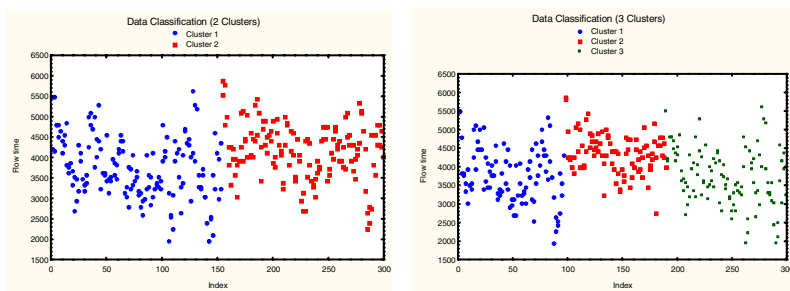 Data Classification (2 Clusters)
Cluster 1
Cluster 2
6500
6000
5500
5000
4500
4000
3500
3000
2500
2000
1500
Flow time
0 50 100 150 200 250 300
Index
Data Classification (3 Clusters)
Cluster 1
Cluster 2
Cluster 3
6500
6000
5500
5000
4500
4000
3500
3000
2500
2000
1500
Flow time
0 50 100 150 200 250 300
Index